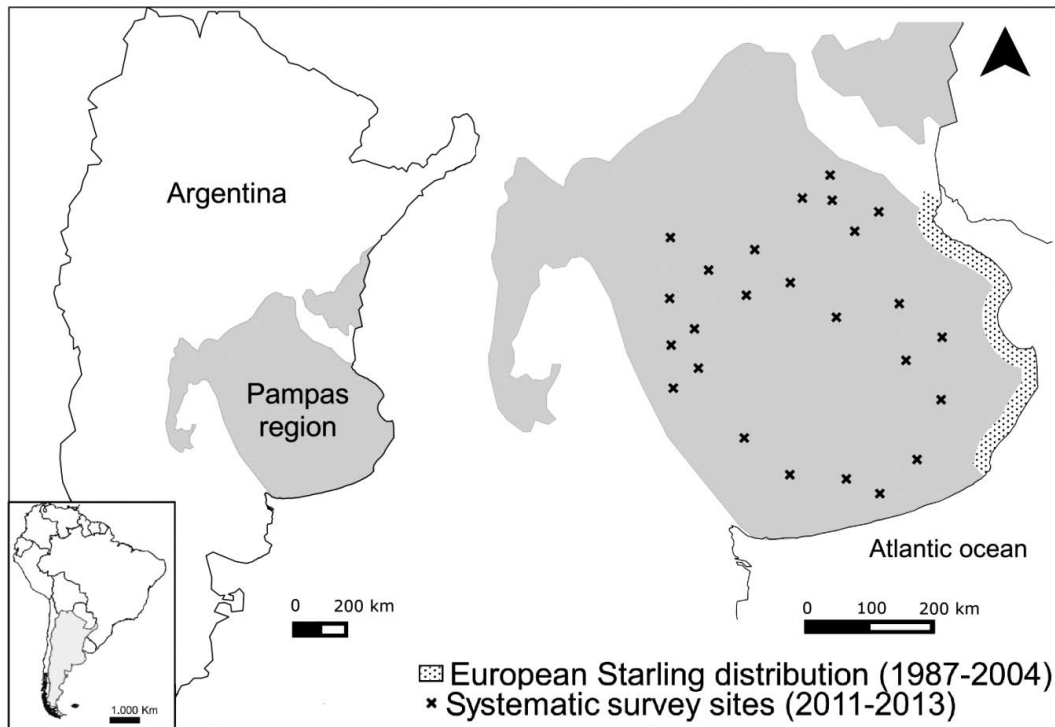 Argentina
Pampas
region
0 200 km
1.000 Km
Atlantic ocean
0 100 200 km
European Starling distribution (1987-2004)
Systematic survey sites (2011-2013)